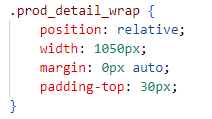 .prod_detail_wrap {
    position: relative;
    width: 1050px;
    margin: 0px auto;
    padding-top: 30px;
}